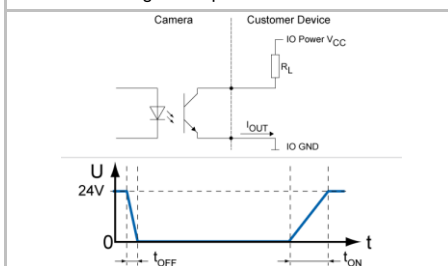 Camera
Customer Device
IO Power VCC
RL
IOUT
IO GND
U
24V
0
t
tOFF
tON